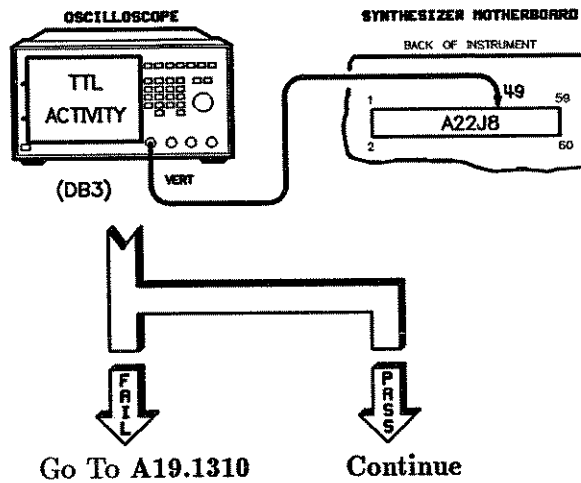 OSCILLOSCOPE
SYNTHESIZER MOTHERBOARD
BACK OF INSTRUMENT
TTL
ACTIVITY
49
1
59
A22J8
2
60
VERT
(DB3)
FAIL
PASS
Go To A19.1310
Continue